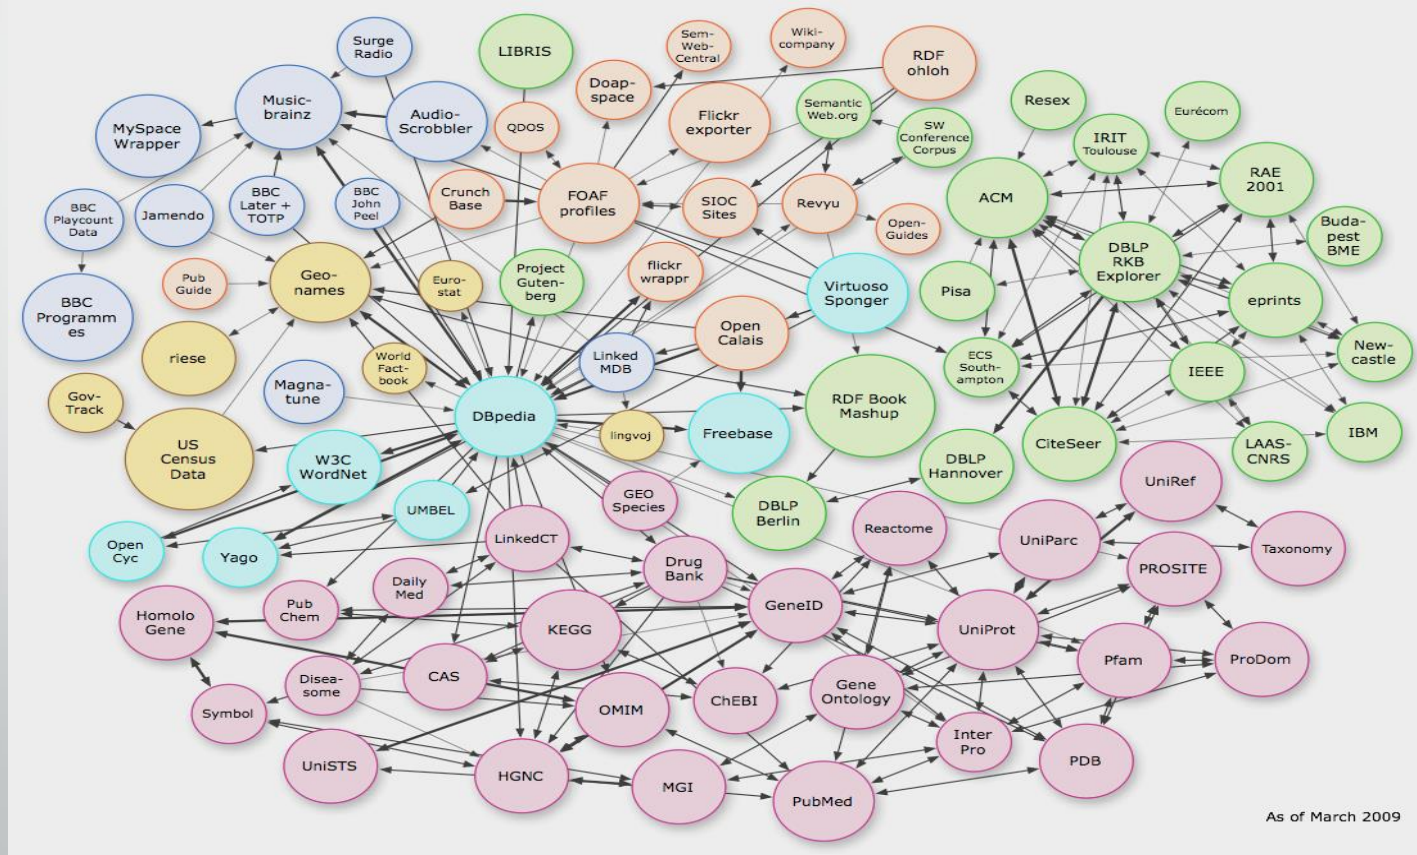 Surge
Radio
LIBRIS
Sem-
Web-
Central
Wiki-
company
RDF
ohloh
Doap-
space
Music-
brainz
MySpace
Wrapper
Audio-
Scrobbler
QDOS
Flickr
exporter
Semantic
Web.org
SW
Conference
Corpus
Resex
Eurécom
IRIT
Toulouse
RAE
2001
ACM
BBC
Playcount
Data
Jamendo
BBC
Later +
TOTP
BBC
John
Peel
Crunch
Base
FOAF
profiles
SIOC
Sites
Revyu
Open-
Guides
Buda-
pest
BME
DBLP
RKB
Explorer
Pub
Guide
Geo-
names
Euro-
stat
Project
Guten-
berg
flickr
wrappr
Virtuoso
Sponger
Pisa
eprints
BBC
Programm
es
riese
World
Fact-
book
Linked
MDB
Open
Calais
ECS
South-
ampton
IEEE
New-
castle
Gov-
Track
Magna-
tune
DBpedia
RDF Book
Mashup
US
Census
Data
W3C
WordNet
lingvoj
Freebase
DBLP
Hannover
CiteSeer
LAAS-
CNRS
IBM
UMBEL
GEO
Species
DBLP
Berlin
UniRef
Open
Cyc
Yago
LinkedCT
Reactome
UniParc
Taxonomy
Daily
Med
Drug
Bank
PROSITE
Homolo
Gene
Pub
Chem
KEGG
GeneID
UniProt
Pfam
ProDom
Disea-
some
CAS
ChEBI
Gene
Ontology
Symbol
OMIM
Inter
Pro
PDB
UniSTS
HGNC
MGI
PubMed
As of March 2009